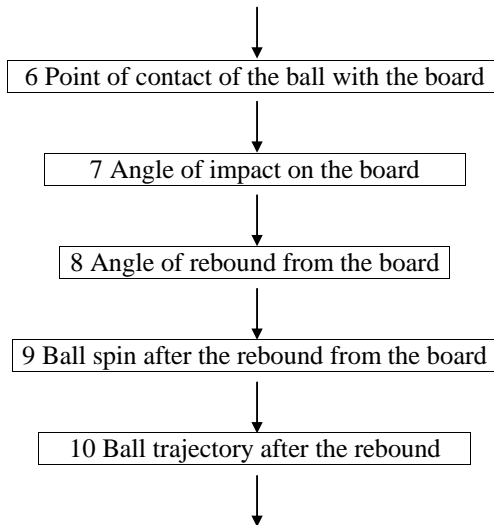 6 Point of contact of the ball with the board
7 Angle of impact on the board
8 Angle of rebound from the board
9 Ball spin after the rebound from the board
10 Ball trajectory after the rebound